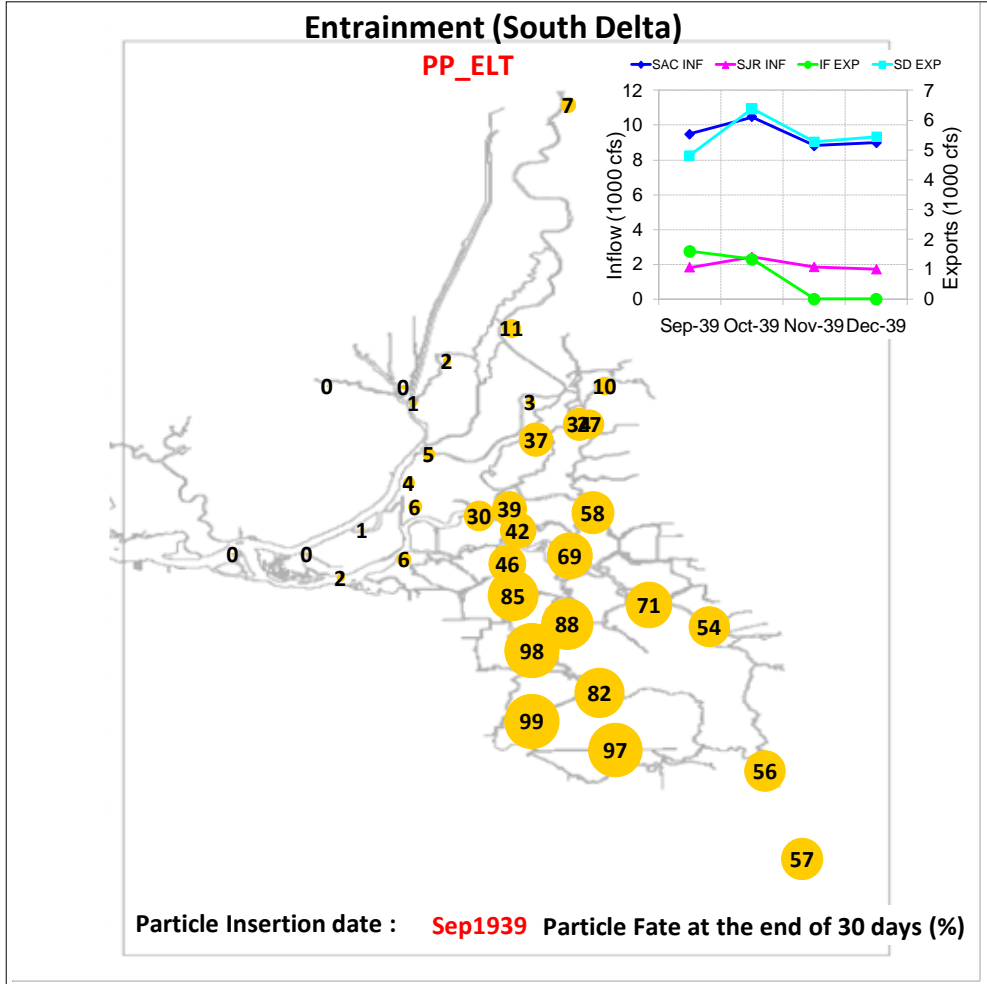 Entrainment (South Delta)
PP_ELT
SAC INF SJR INF IF EXP SD EXP
12 7
10 6
8 5
6 4
4 3
2 2
0 1
0
Inflow (1000 cfs)
Exports (1000 cfs)
Sep-39 Oct-39 Nov-39 Dec-39
7
11
2
0 0 10
1 3
27
37
5
4
6 39 58
30
1 42
0 0 6 69
46
2
85 71
88 54
98
82
99
97
56
57
Particle Insertion date : Sep1939 Particle Fate at the end of 30 days (%)